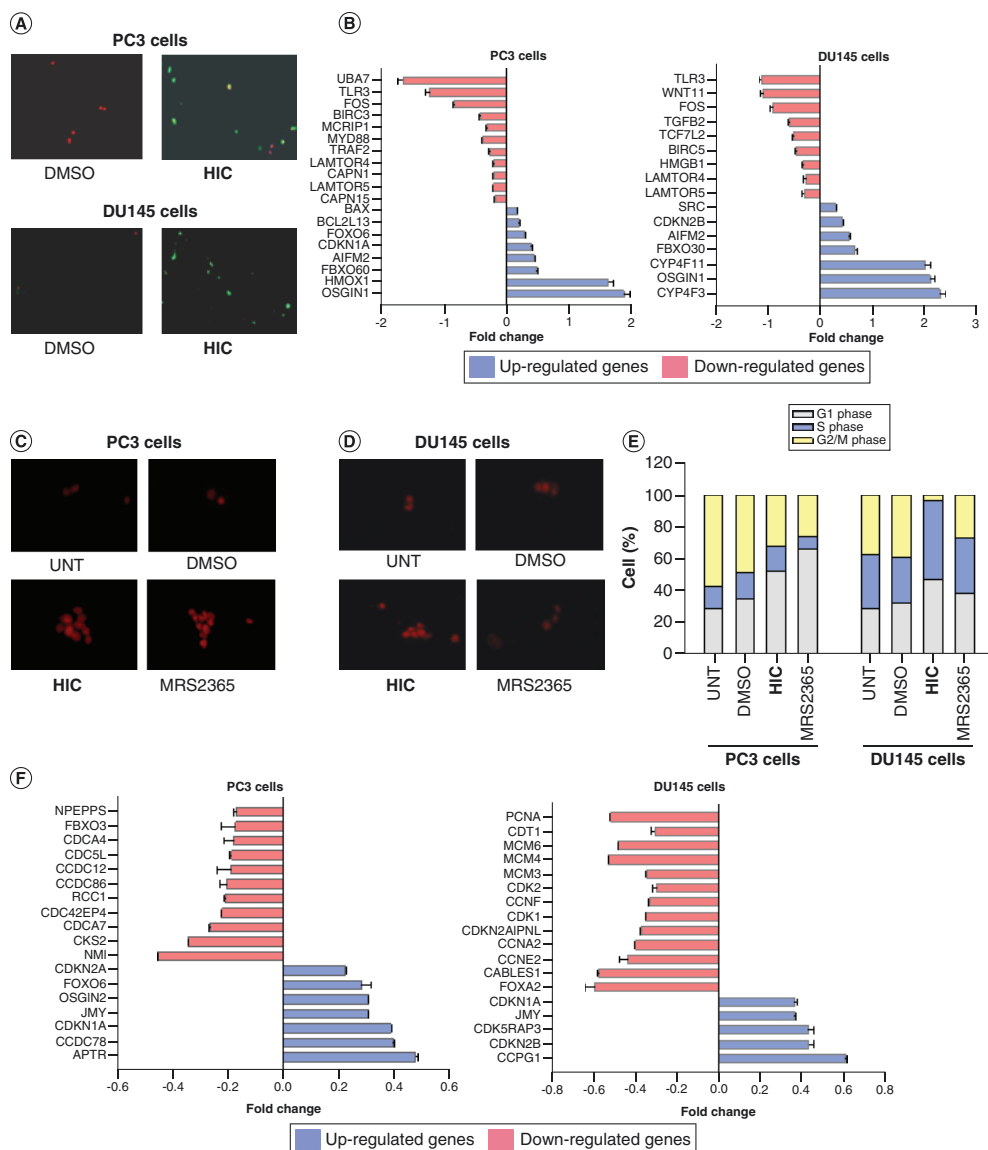 A
PC3 cells
DMSO
HIC
DU145 cells
DMSO
HIC
B
PC3 cells
UBA7
TLR3
FOS
BIRC3
MCRIP1
MYD88
TRAF2
LAMTOR4
CAPN1
LAMTOR5
CAPN15
BAX
BCL2L13
FOXO6
CDKN1A
AIFM2
FBXO60
HMOX1
OSGIN1
-2 -1 0 1 2
Fold change
DU145 cells
TLR3
WNT11
FOS
TGFB2
TCF7L2
BIRC5
HMGB1
LAMTOR4
LAMTOR5
SRC
CDKN2B
AIFM2
FBXO30
CYP4F11
OSGIN1
CYP4F3
-2 -1 0 1 2 3
Fold change
Up-regulated genes Down-regulated genes
C
PC3 cells
UNT DMSO
HIC MRS2365
D
DU145 cells
UNT DMSO
HIC MRS2365
E
G1 phase
S phase
G2/M phase
Cell (%)
120
100
80
60
40
20
0
UNT DMSO HIC MRS2365 UNT DMSO HIC MRS2365
PC3 cells DU145 cells
F
PC3 cells
NPEPPS
FBXO3
CDCA4
CDC5L
CCDC12
CCDC86
RCC1
CDC42EP4
CDCA7
CKS2
NMI
CDKN2A
FOXO6
OSGIN2
JMY
CDKN1A
CCDC78
APTR
-0.6 -0.4 -0.2 0.0 0.2 0.4 0.6
Fold change
DU145 cells
PCNA
CDT1
MCM6
MCM4
MCM3
CDK2
CCNF
CDK1
CDKN2AIPNL
CCNA2
CCNE2
CABLES1
FOXA2
CDKN1A
JMY
CDK5RAP3
CDKN2B
CCPG1
-0.8 -0.6 -0.4 -0.2 0.0 0.2 0.4 0.6 0.8
Fold change
Up-regulated genes Down-regulated genes